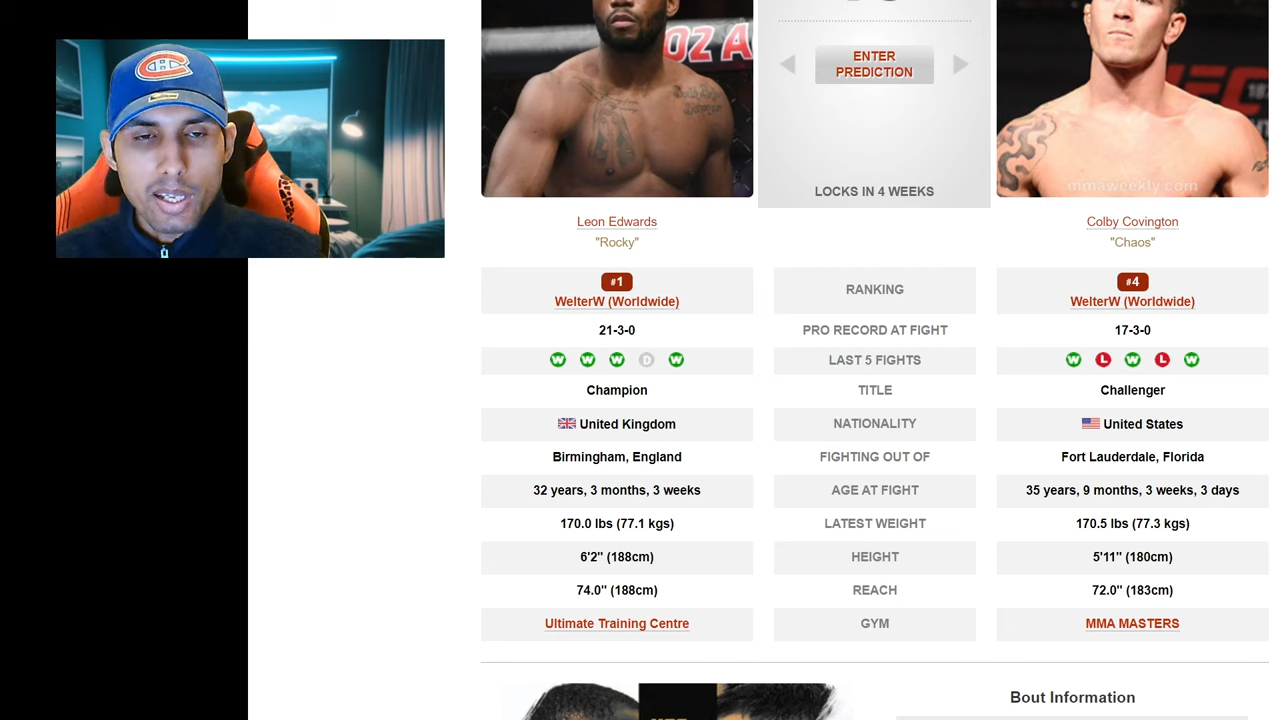 OZ A
ENTER
PREDICTION
UFC
LOCKS IN 4 WEEKS
mmaweekly.com
Leon Edwards
"Rocky"
Colby Covington
"Chaos"
#1
WelterW (Worldwide)
RANKING
#4
WelterW (Worldwide)
21-3-0
PRO RECORD AT FIGHT
17-3-0
W W W D W
LAST 5 FIGHTS
W L W L W
Champion
TITLE
Challenger
United Kingdom
NATIONALITY
United States
Birmingham, England
FIGHTING OUT OF
Fort Lauderdale, Florida
32 years, 3 months, 3 weeks
AGE AT FIGHT
35 years, 9 months, 3 weeks, 3 days
170.0 lbs (77.1 kgs)
LATEST WEIGHT
170.5 lbs (77.3 kgs)
6'2" (188cm)
HEIGHT
5'11" (180cm)
74.0" (188cm)
REACH
72.0" (183cm)
Ultimate Training Centre
GYM
MMA MASTERS
Bout Information